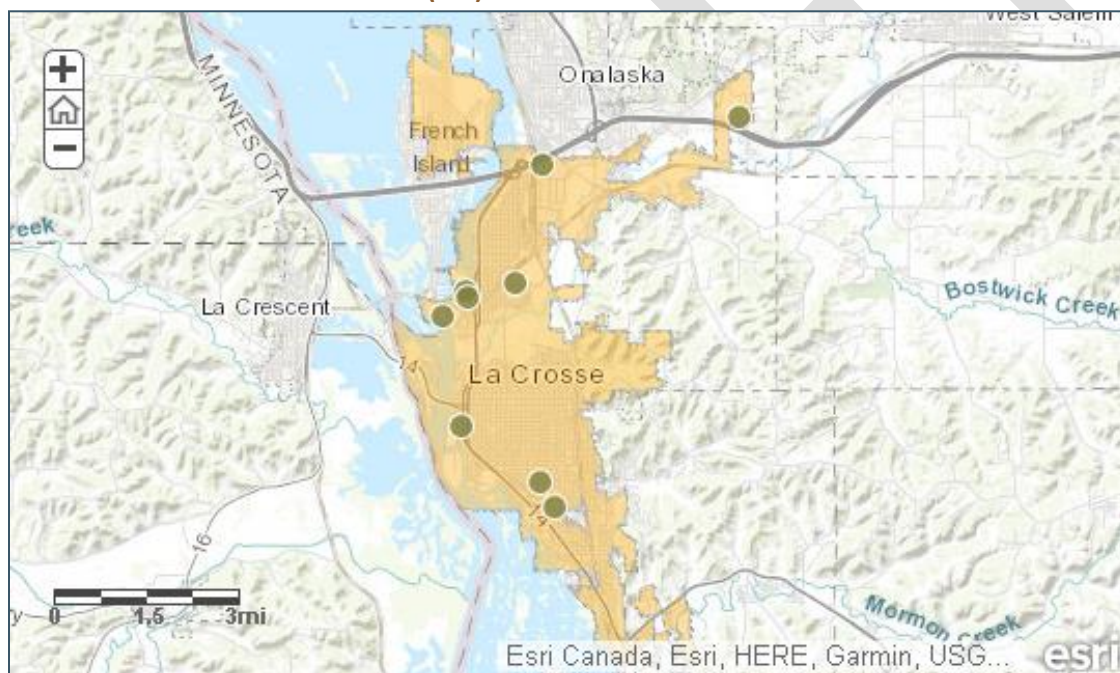 West Salem
+
Onalaska
MINNESOTA
French
Island
−
Creek
La Crescent
Bostwick Creek
14
La Crosse
14
16
0 1.5 3mi
Mormon Creek
Esri Canada, Esri, HERE, Garmin, USG...
esri